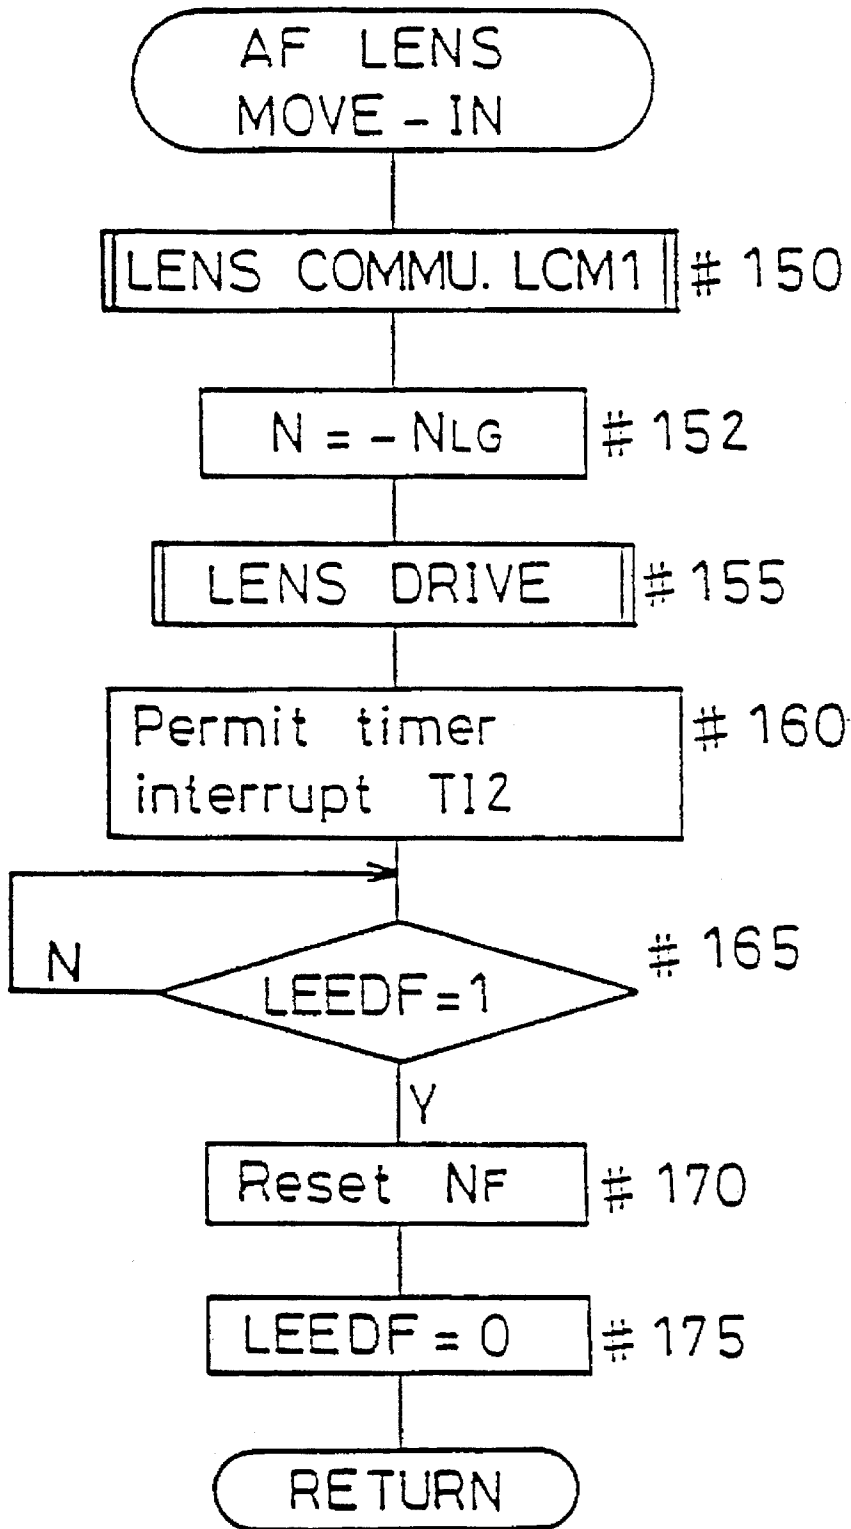 AF LENS
MOVE - IN
LENS COMMU. LCM1 # 150
N = - NLG # 152
LENS DRIVE # 155
Permit timer # 160
interrupt TI2
# 165
N
LEEDF = 1
Y
Reset NF # 170
LEEDF = 0 # 175
RETURN